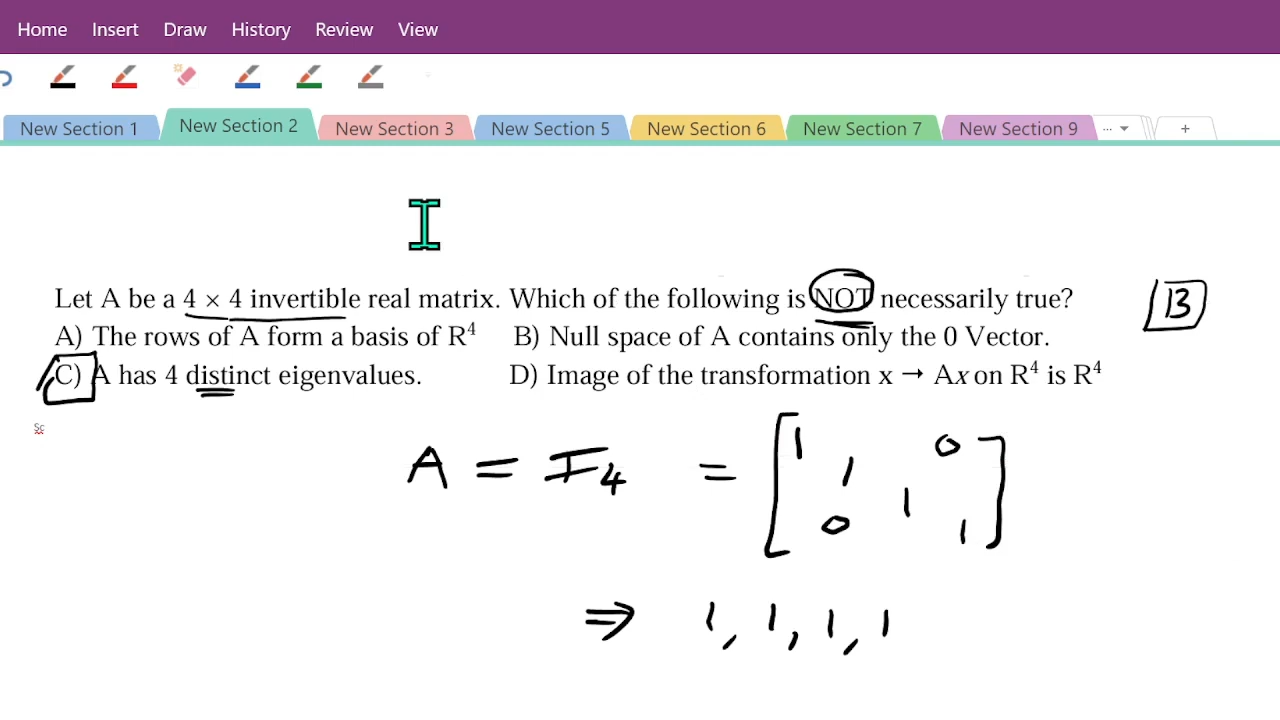 Home Insert Draw History Review View
New Section 1 New Section 2 New Section 3 New Section 5 New Section 6 New Section 7 New Section 9 ... +
Let A be a 4 × 4 invertible real matrix. Which of the following is NOT necessarily true? 13
A) The rows of A form a basis of R⁴ B) Null space of A contains only the 0 Vector.
C) A has 4 distinct eigenvalues. D) Image of the transformation x → Ax on R⁴ is R⁴
Sc
A = I₄ = [1 0
1
1
0 1]
⇒ 1, 1, 1, 1